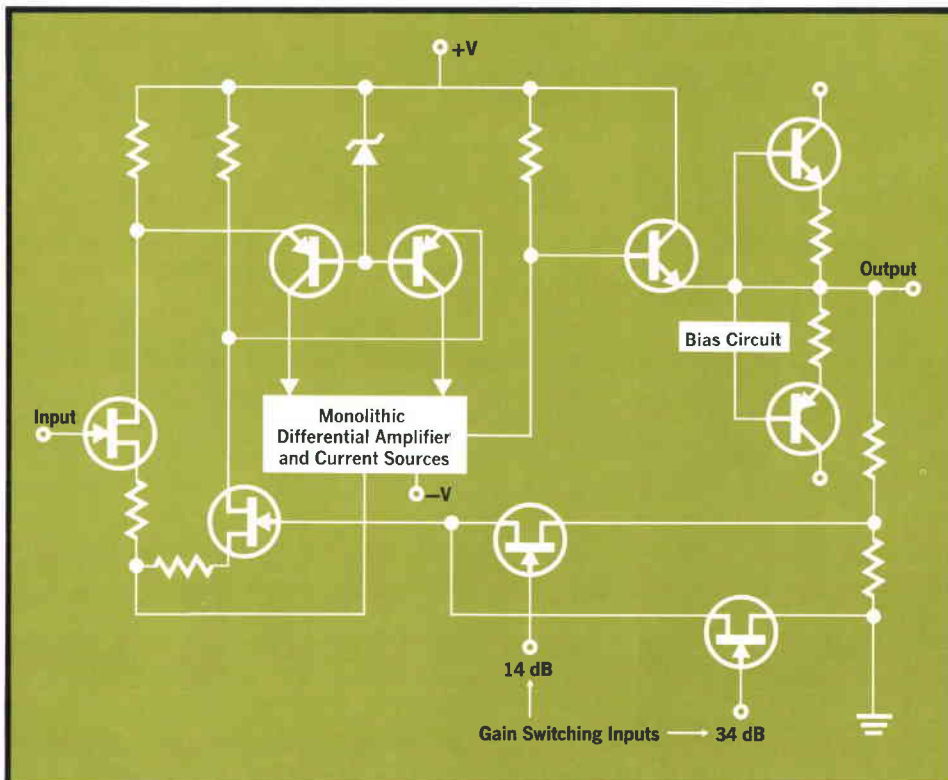 +V
Output
Bias Circuit
Input
Monolithic
Differential Amplifier
and Current Sources
—V
14 dB
Gain Switching Inputs → 34 dB